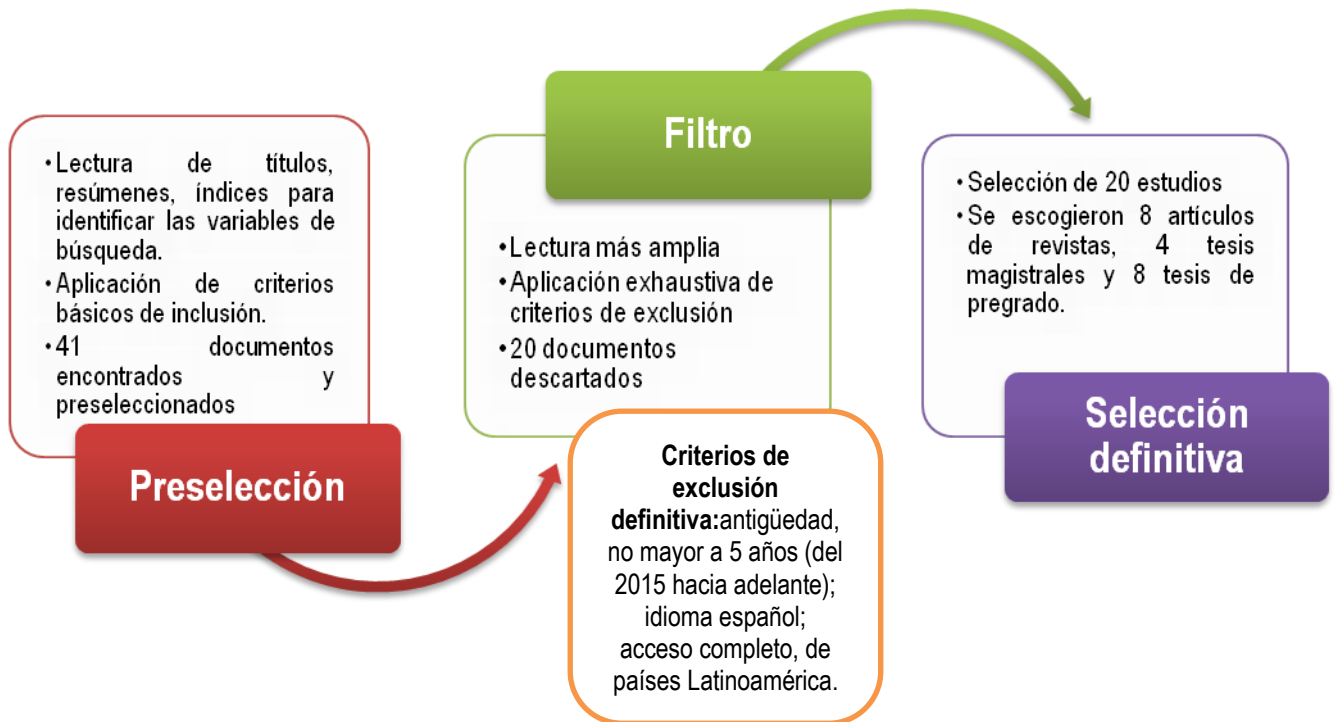 •Lectura de títulos,
resúmenes, índices para
identificar las variables de
búsqueda.
•Aplicación de criterios
básicos de inclusión.
•41 documentos
encontrados y
preseleccionados
Preselección
Filtro
•Lectura más amplia
•Aplicación exhaustiva de
criterios de exclusión
•20 documentos
descartados
Criterios de
exclusión
definitiva:antigüedad,
no mayor a 5 años (del
2015 hacia adelante);
idioma español;
acceso completo, de
países Latinoamérica.
•Selección de 20 estudios
•Se escogieron 8 artículos
de revistas, 4 tesis
magistrales y 8 tesis de
pregrado.
Selección
definitiva